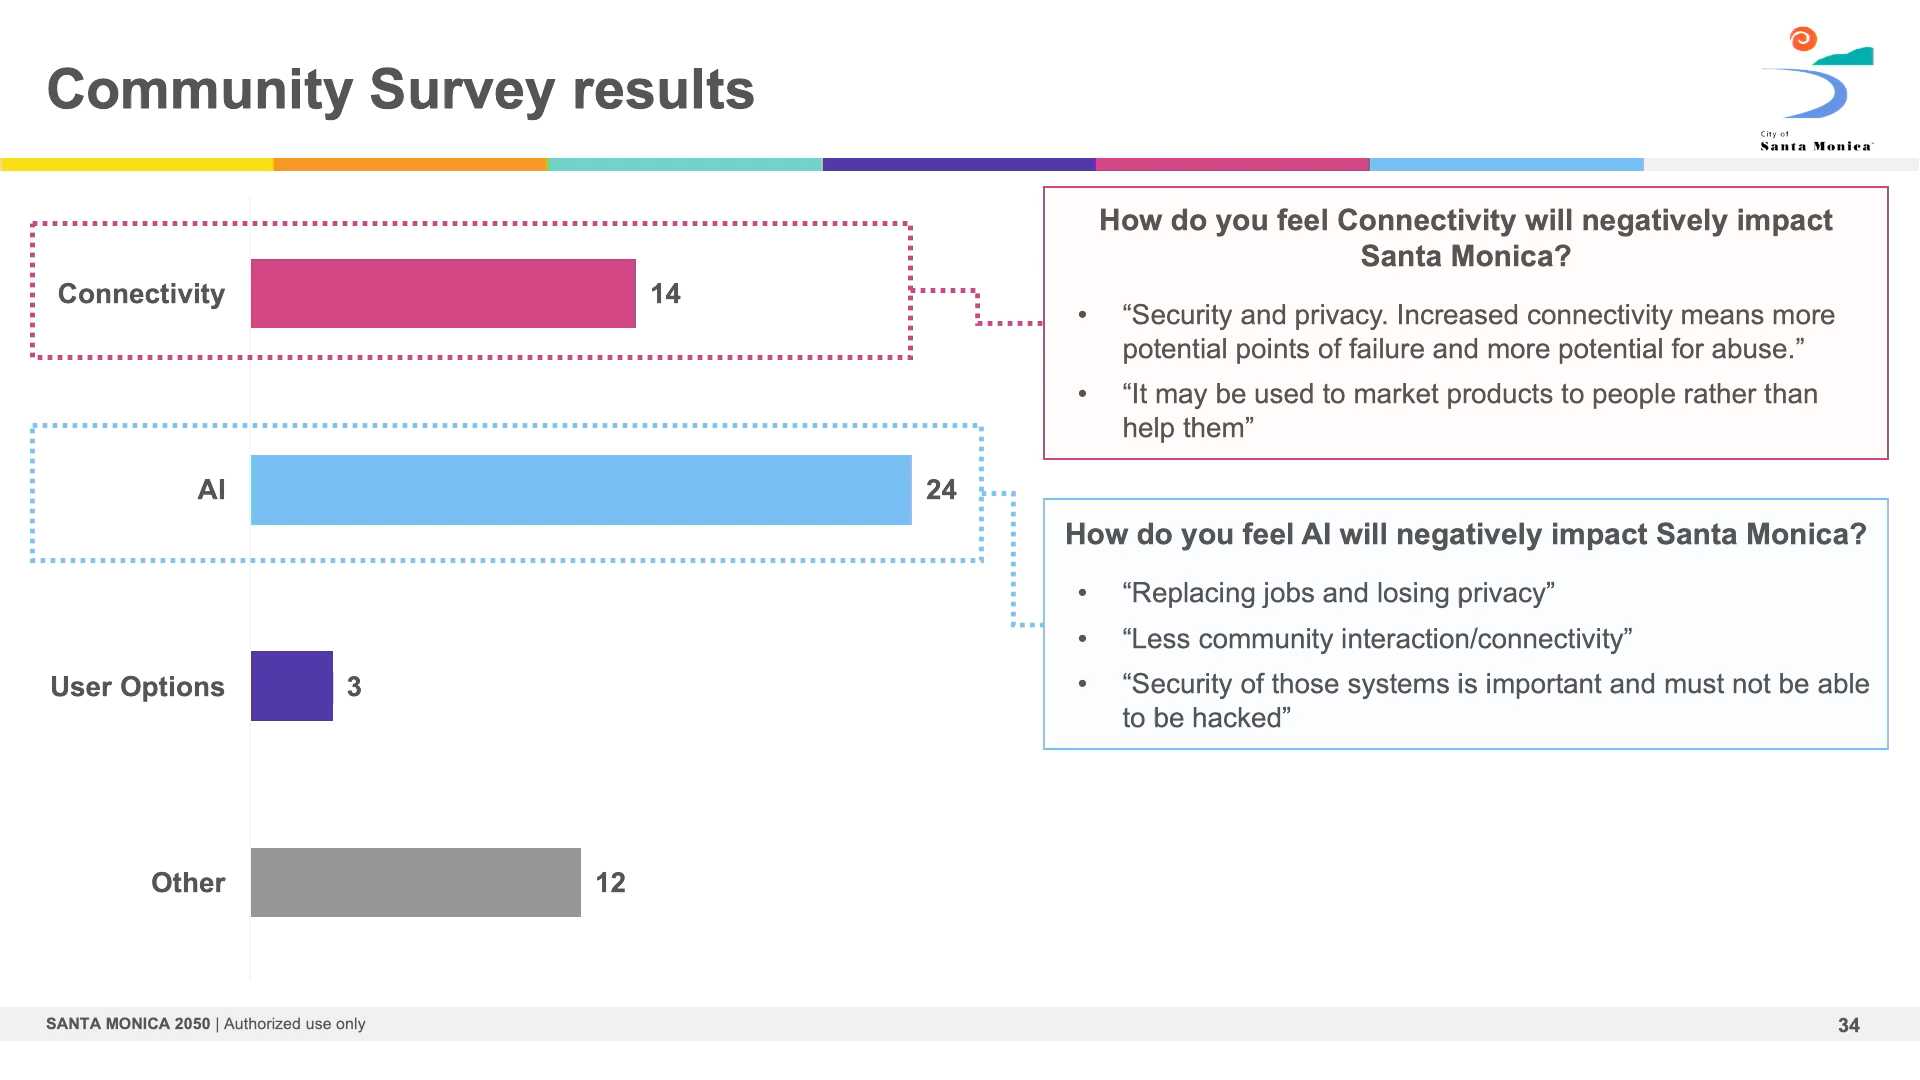 Community Survey results
City of
Santa Monica
Connectivity
14
AI
24
User Options
3
Other
12
How do you feel Connectivity will negatively impact
Santa Monica?
• “Security and privacy. Increased connectivity means more
potential points of failure and more potential for abuse.”
• “It may be used to market products to people rather than
help them”
How do you feel AI will negatively impact Santa Monica?
• “Replacing jobs and losing privacy”
• “Less community interaction/connectivity”
• “Security of those systems is important and must not be able
to be hacked”
SANTA MONICA 2050 | Authorized use only
34